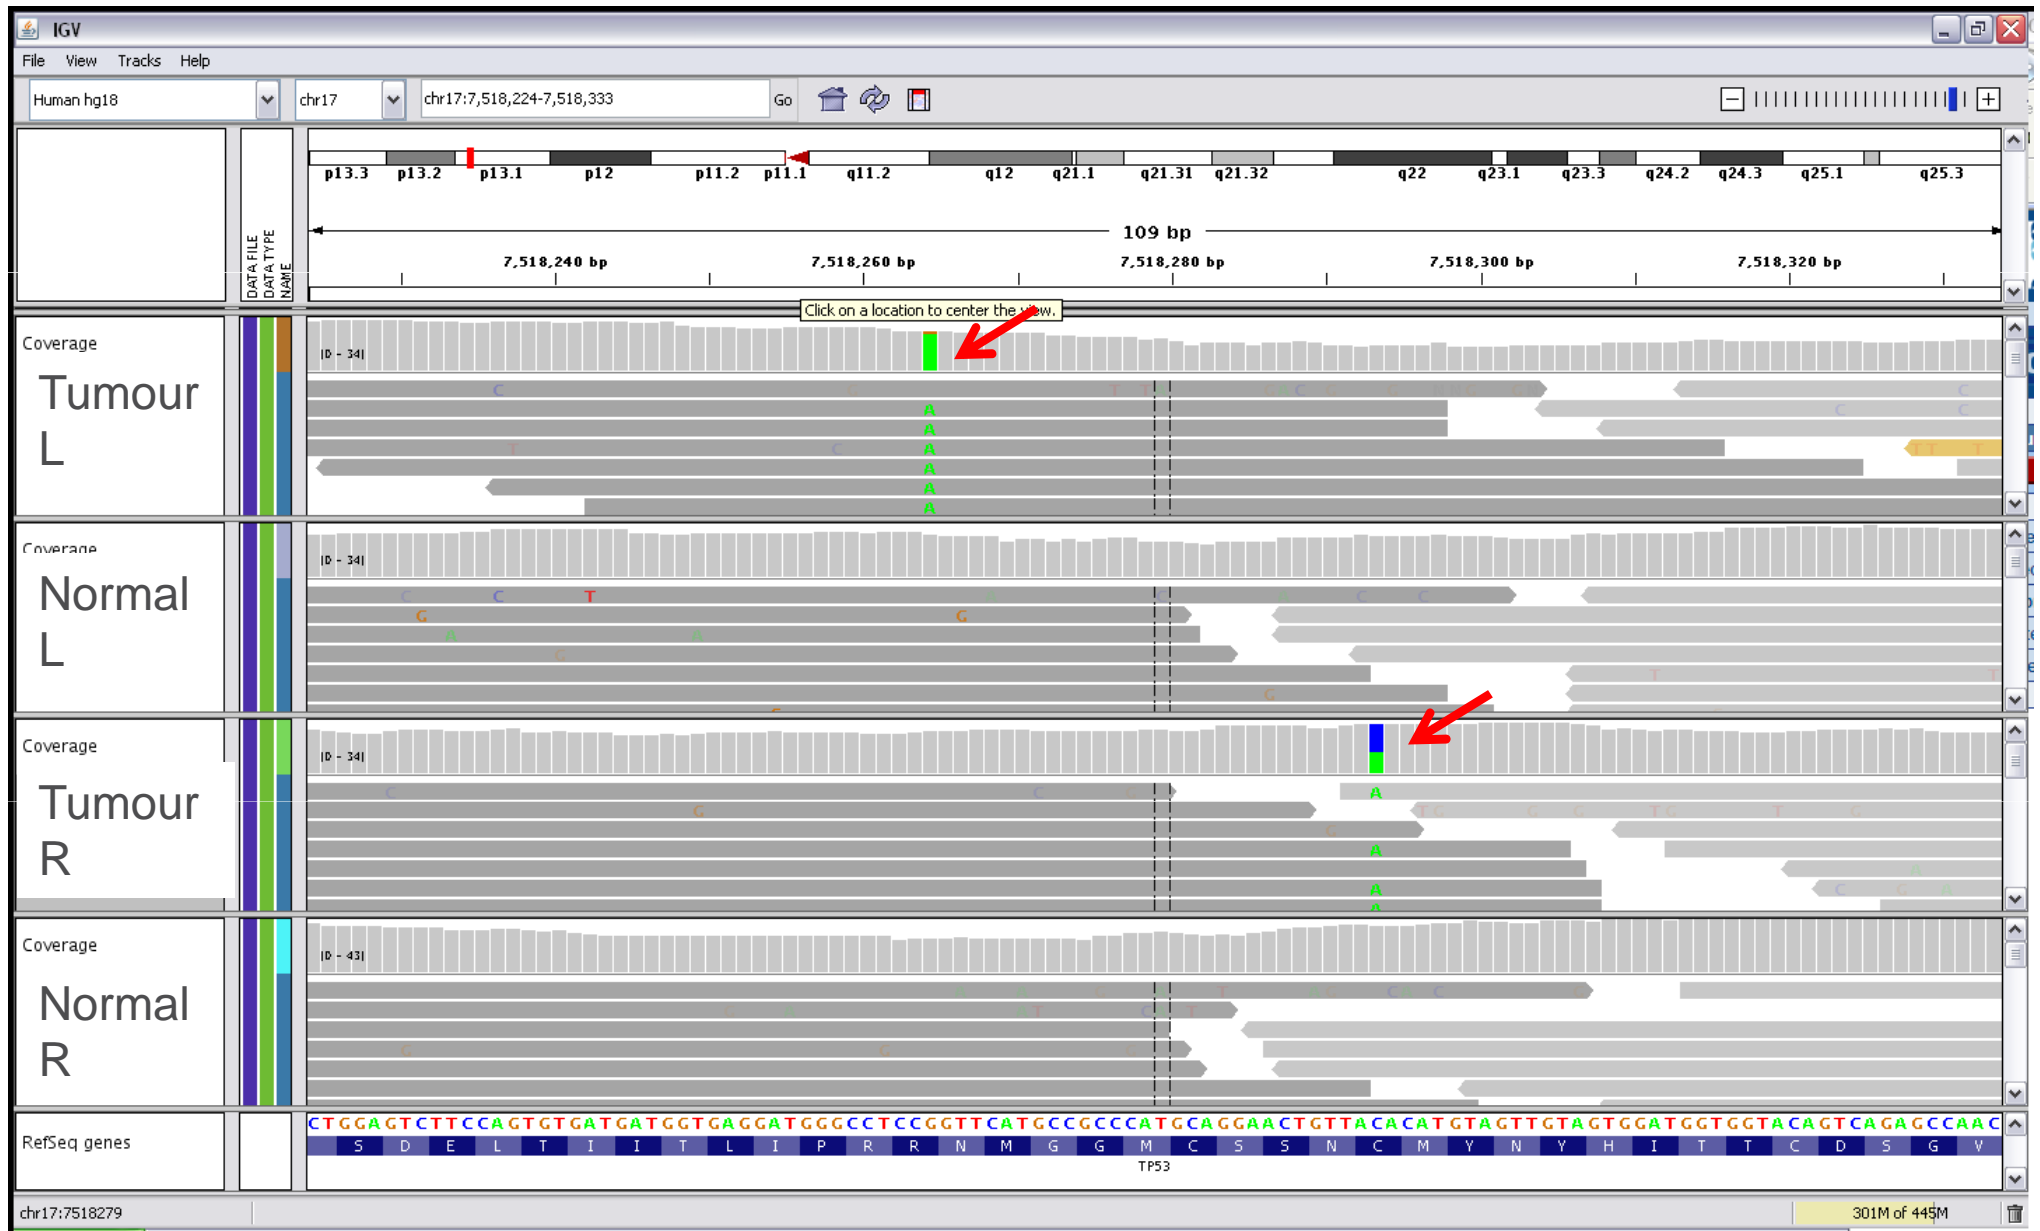 IGV
File View Tracks Help
Human hg18 chr17 chr17:7,518,224-7,518,333 Go
p13.3 p13.2 p13.1 p12 p11.2 p11.1 q11.2 q12 q21.1 q21.31 q21.32 q22 q23.1 q23.3 q24.2 q24.3 q25.1 q25.3
109 bp
7,518,240 bp 7,518,260 bp 7,518,280 bp 7,518,300 bp 7,518,320 bp
DATA FILE
DATA TYPE
NAME
Click on a location to center the view.
Coverage
[0 - 34]
Tumour
L
C
A
A
T C A
A
A
A
Coverage
[0 - 34]
Normal
L
C C T C C C
G G
A A
G T T
G
G
Coverage
[0 - 34]
Tumour
R
C C G A
G T G G G T G T G
G
A
A
A C G A
A
Coverage
[0 - 43]
Normal
R
G G G
CTGGAGTCTTCCAGTGTGATGATGGTGAGGATGGGCCTCCGGTTCATGCCGCCCATGCAGGAACTGTTACACATGTAGTTGTAGTGGATGGTGGTACAGTCAGAGCCAAC
RefSeq genes
S D E L T I I T L I P R R N M G G M C S S N C M Y N Y H I T T C D S G V
TP53
chr17:7518279 301M of 445M